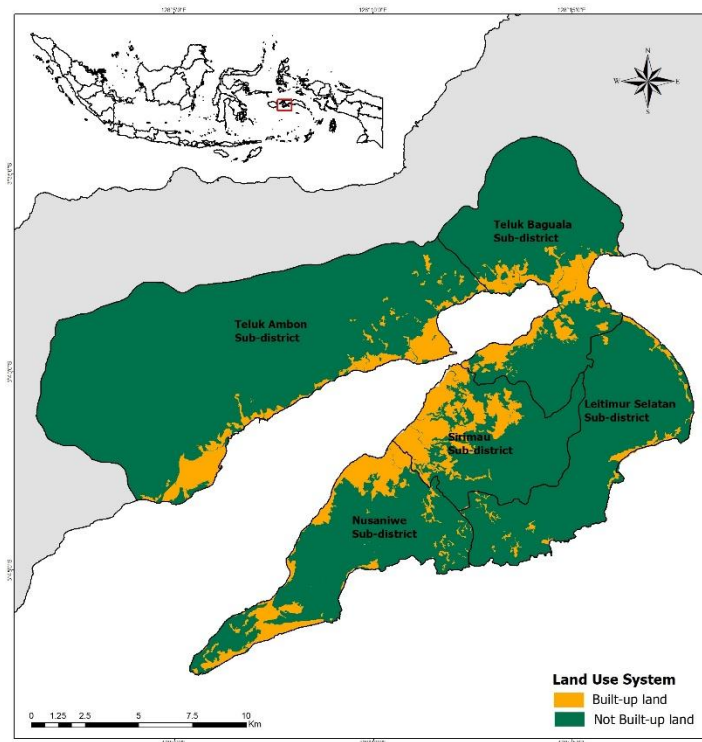 N
W E
S
Teluk Baguala
Sub-district
Teluk Ambon
Sub-district
Leitimur Selatan
Sub-district
Sirimau
Sub-district
Nusaniwe
Sub-district
Land Use System
Built-up land
Not Built-up land
0 1.25 2.5 5 7.5 10
Km